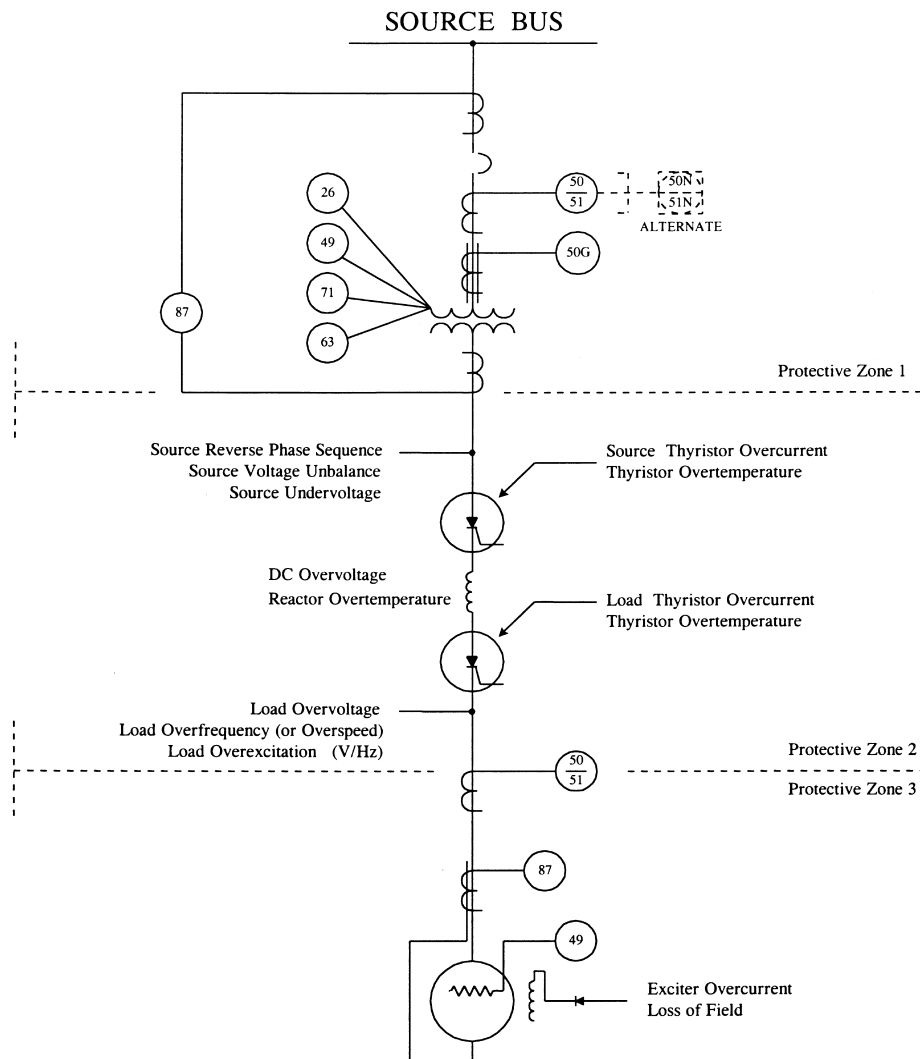 SOURCE BUS
26
50
51
50N
51N
ALTERNATE
49
50G
71
87
63
Protective Zone 1
Source Reverse Phase Sequence
Source Voltage Unbalance
Source Undervoltage
Source Thyristor Overcurrent
Thyristor Overtemperature
DC Overvoltage
Reactor Overtemperature
Load Thyristor Overcurrent
Thyristor Overtemperature
Load Overvoltage
Load Overfrequency (or Overspeed)
Load Overexcitation (V/Hz)
Protective Zone 2
50
51
Protective Zone 3
87
49
Exciter Overcurrent
Loss of Field